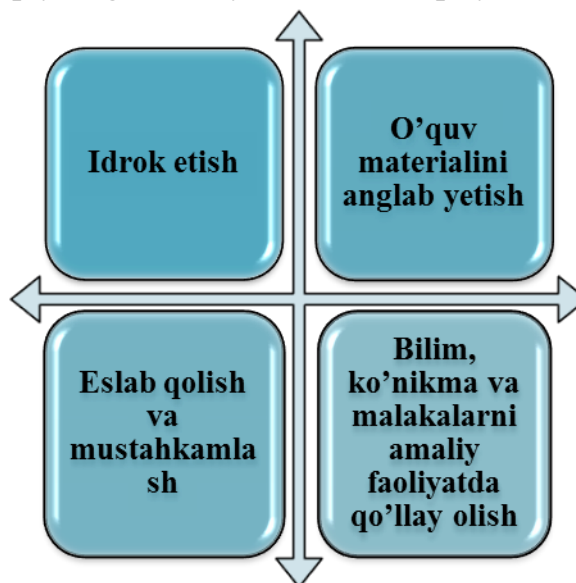 Idrok etish
O’quv
materialini
anglab yetish
Eslab qolish
va
mustahkamla
sh
Bilim,
ko’nikma va
malakalarni
amaliy
faoliyatda
qo’llay olish